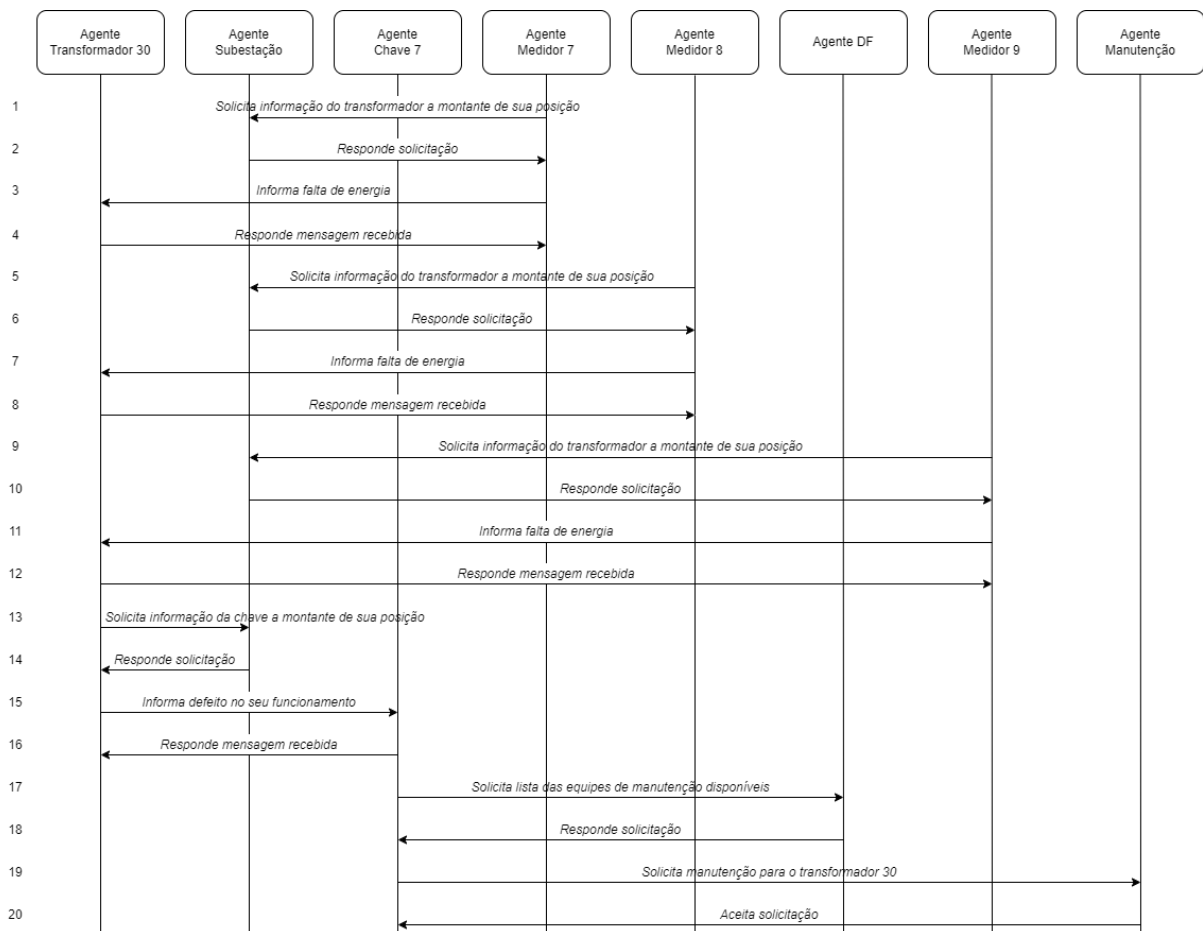 Agente
Transformador 30
Agente
Subestação
Agente
Chave 7
Agente
Medidor 7
Agente
Medidor 8
Agente DF
Agente
Medidor 9
Agente
Manutenção
1
Solicita informação do transformador a montante de sua posição
2
Responde solicitação
3
Informa falta de energia
4
Responde mensagem recebida
5
Solicita informação do transformador a montante de sua posição
6
Responde solicitação
7
Informa falta de energia
8
Responde mensagem recebida
9
Solicita informação do transformador a montante de sua posição
10
Responde solicitação
11
Informa falta de energia
12
Responde mensagem recebida
13
Solicita informação da chave a montante de sua posição
14
Responde solicitação
15
Informa defeito no seu funcionamento
16
Responde mensagem recebida
17
Solicita lista das equipes de manutenção disponíveis
18
Responde solicitação
19
Solicita manutenção para o transformador 30
20
Aceita solicitação